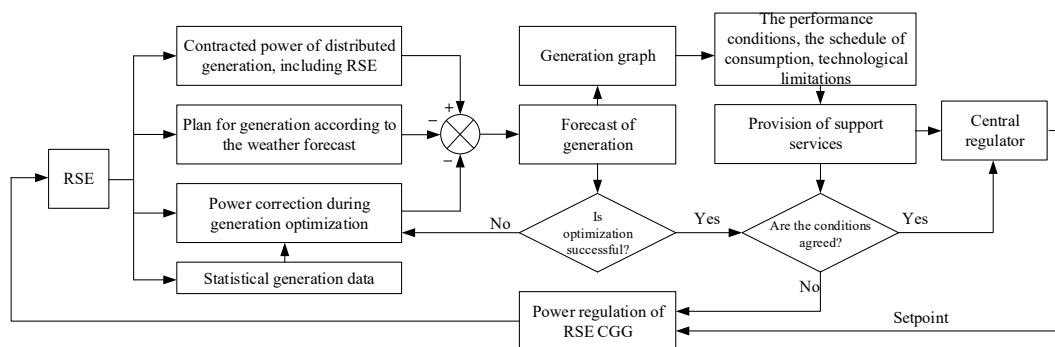 Contracted power of distributed
generation, including RSE
Generation graph
The performance
conditions, the schedule of
consumption, technological
limitations
+
−
−
Plan for generation according to
the weather forecast
Forecast of
generation
Provision of support
services
Central
regulator
RSE
Power correction during
generation optimization
No
Is
optimization
successful?
Yes
Are the conditions
agreed?
Yes
Statistical generation data
No
Power regulation of
RSE CGG
Setpoint